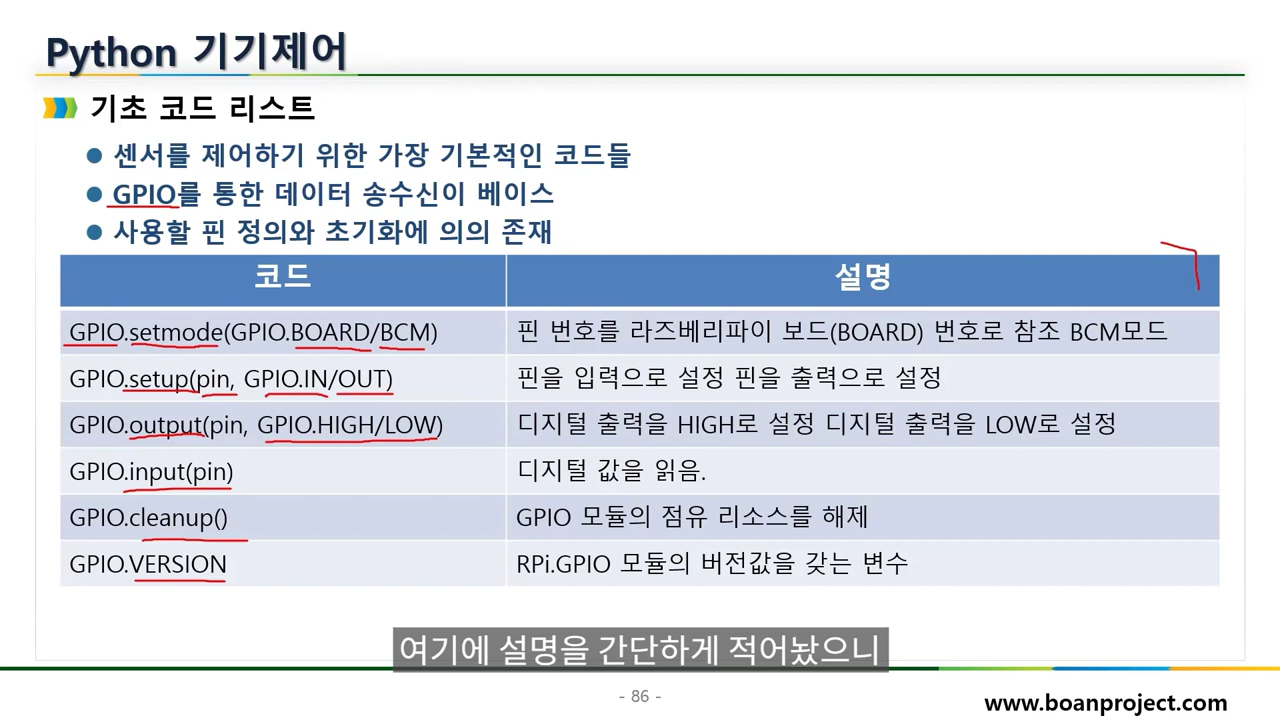 Python 기기제어
기초 코드 리스트
센서를 제어하기 위한 가장 기본적인 코드들
GPIO를 통한 데이터 송수신이 베이스
사용할 핀 정의와 초기화에 의의 존재
코드 설명
GPIO.setmode(GPIO.BOARD/BCM) 핀 번호를 라즈베리파이 보드(BOARD) 번호로 참조 BCM모드
GPIO.setup(pin, GPIO.IN/OUT) 핀을 입력으로 설정 핀을 출력으로 설정
GPIO.output(pin, GPIO.HIGH/LOW) 디지털 출력을 HIGH로 설정 디지털 출력을 LOW로 설정
GPIO.input(pin) 디지털 값을 읽음.
GPIO.cleanup() GPIO 모듈의 점유 리소스를 해제
GPIO.VERSION RPi.GPIO 모듈의 버전값을 갖는 변수
여기에 설명을 간단하게 적어놨으니
- 86 -
www.boanproject.com